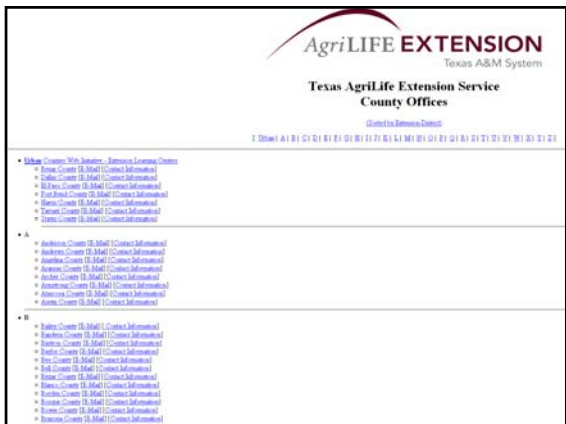 AgriLIFE EXTENSION
Texas A&M System
Texas AgriLife Extension Service
County Offices
(Sorted by Extension District)
[ Urban | A | B | C | D | E | F | G | H | I | J | K | L | M | N | O | P | Q | R | S | T | U | V | W | X | Y | Z ]
Urban Counties Web Initiative - Extension Learning Centers
Bexar County [E-Mail] [Contact Information]
Dallas County [E-Mail] [Contact Information]
El Paso County [E-Mail] [Contact Information]
Fort Bend County [E-Mail] [Contact Information]
Harris County [E-Mail] [Contact Information]
Tarrant County [E-Mail] [Contact Information]
Travis County [E-Mail] [Contact Information]
A
Anderson County [E-Mail] [Contact Information]
Andrews County [E-Mail] [Contact Information]
Angelina County [E-Mail] [Contact Information]
Aransas County [E-Mail] [Contact Information]
Archer County [E-Mail] [Contact Information]
Armstrong County [E-Mail] [Contact Information]
Atascosa County [E-Mail] [Contact Information]
Austin County [E-Mail] [Contact Information]
B
Bailey County [E-Mail] [ Contact Information]
Bandera County [E-Mail] [Contact Information]
Bastrop County [E-Mail] [Contact Information]
Baylor County [E-Mail] [Contact Information]
Bee County [E-Mail] [Contact Information]
Bell County [E-Mail] [Contact Information]
Bexar County [E-Mail] [Contact Information]
Blanco County [E-Mail] [Contact Information]
Borden County [E-Mail] [Contact Information]
Bosque County [E-Mail] [Contact Information]
Bowie County [E-Mail] [Contact Information]
Brazoria County [E-Mail] [Contact Information]